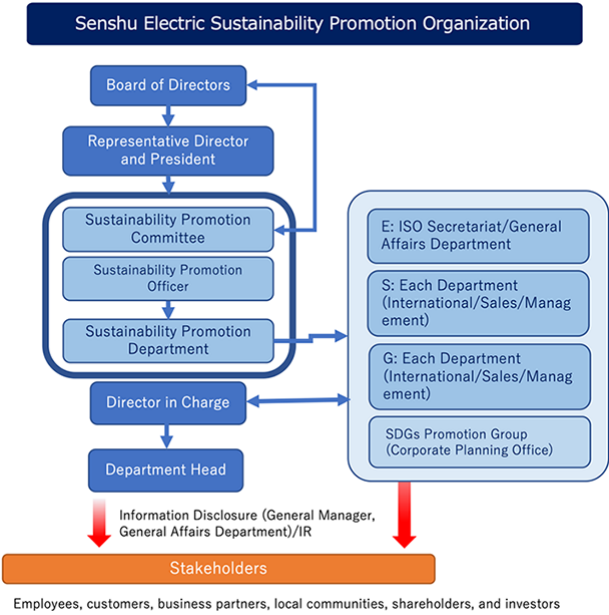 Senshu Electric Sustainability Promotion Organization
Board of Directors
Representative Director
and President
Sustainability Promotion
Committee
Sustainability Promotion
Officer
Sustainability Promotion
Department
Director in Charge
Department Head
E: ISO Secretariat/General
Affairs Department
S: Each Department
(International/Sales/Manag
ement)
G: Each Department
(International/Sales/Manag
ement)
SDGs Promotion Group
(Corporate Planning Office)
Information Disclosure (General Manager,
General Affairs Department)/IR
Stakeholders
Employees, customers, business partners, local communities, shareholders, and investors